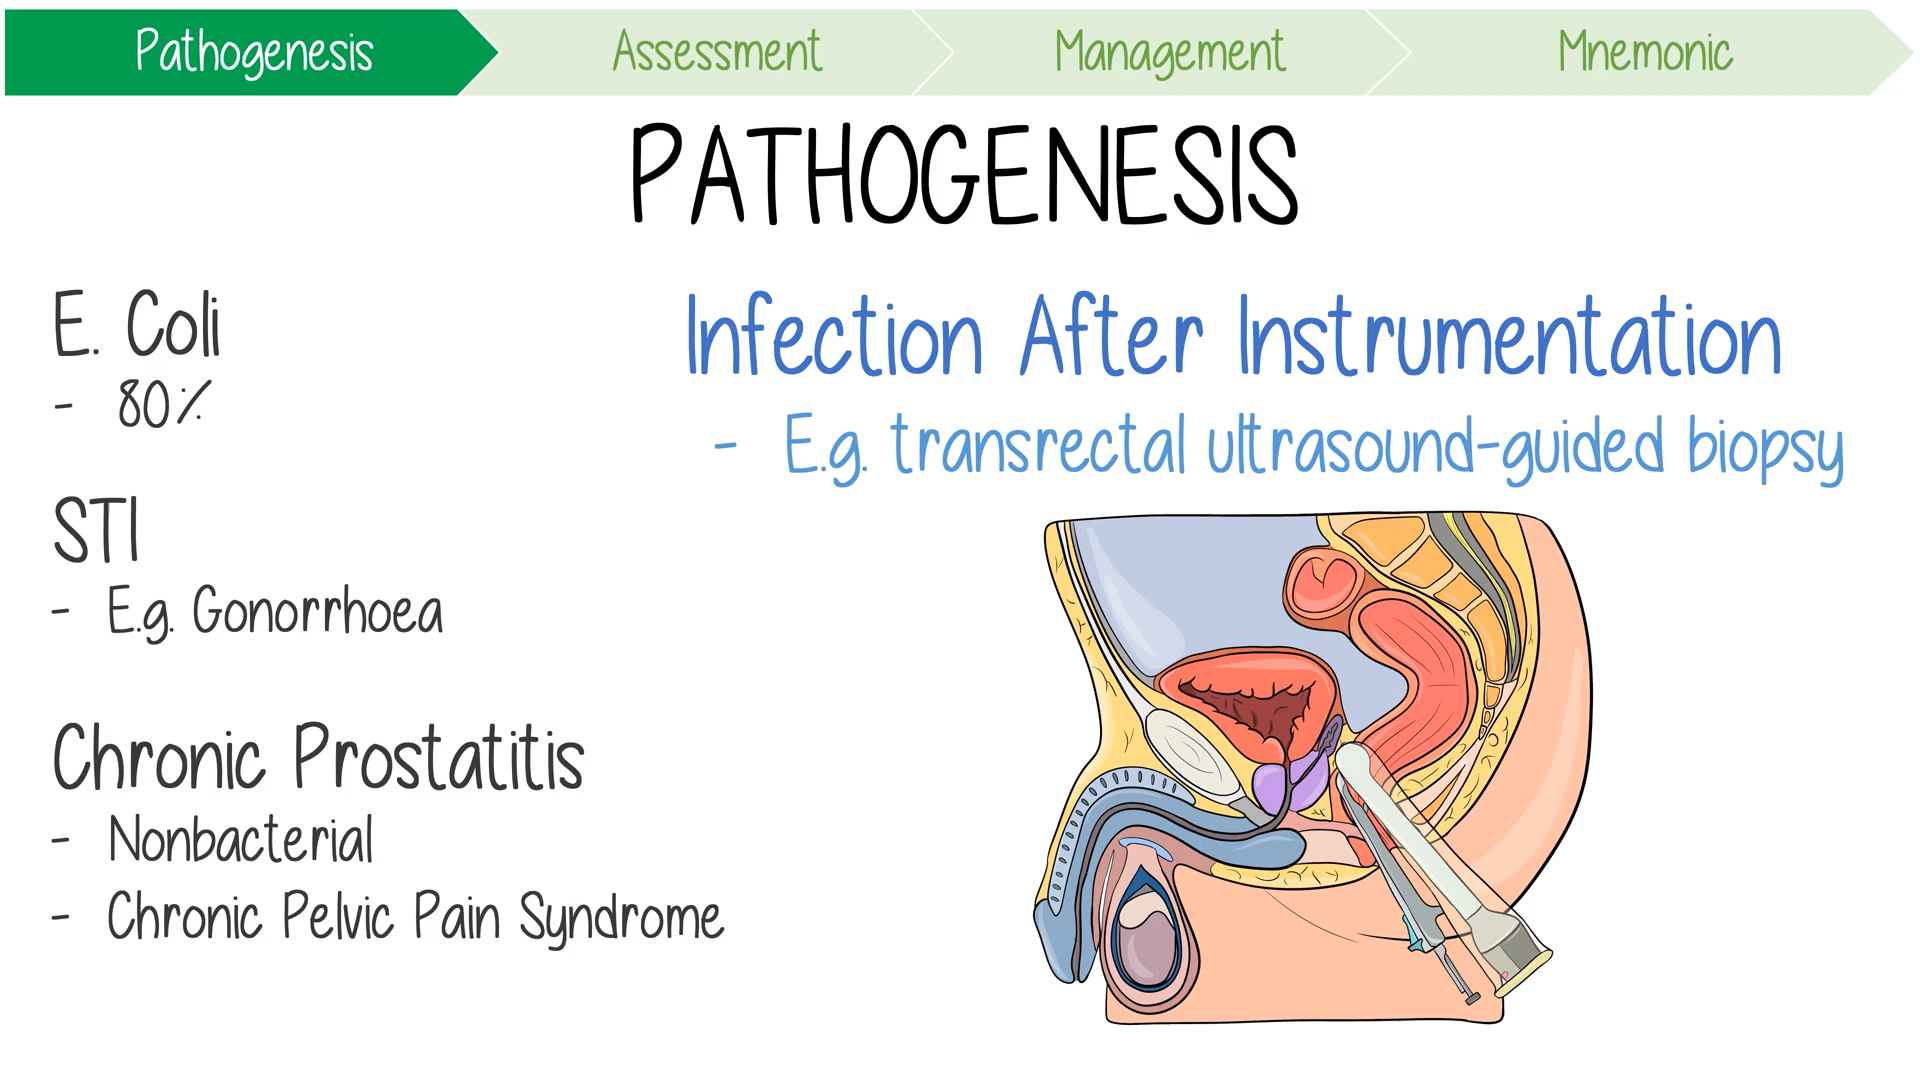 Pathogenesis
Assessment
Management
Mnemonic
PATHOGENESIS
E. Coli
- 80%
STI
- E.g. Gonorrhoea
Chronic Prostatitis
- Nonbacterial
- Chronic Pelvic Pain Syndrome
Infection After Instrumentation
- E.g. transrectal ultrasound-guided biopsy